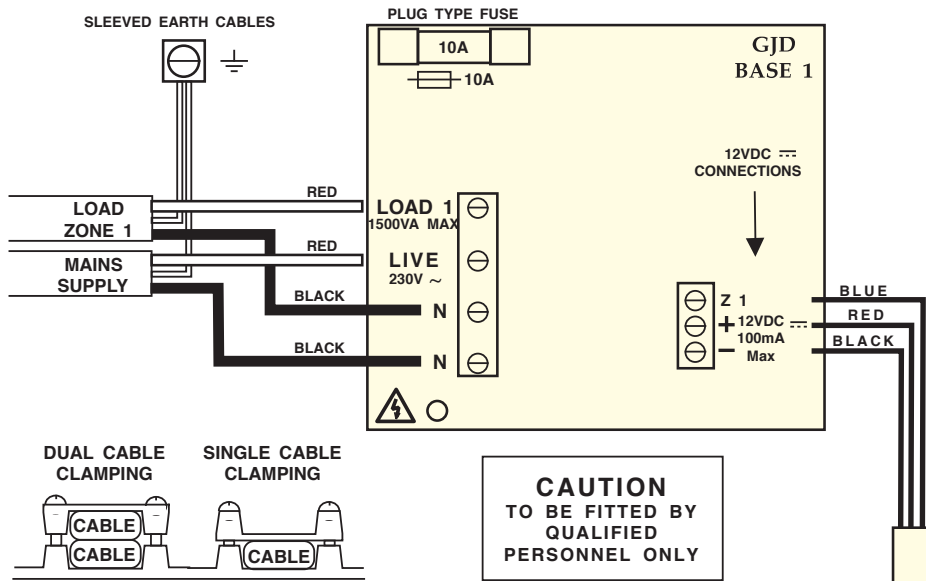 SLEEVED EARTH CABLES
PLUG TYPE FUSE
10A
10A
GJD
BASE 1
12VDC
CONNECTIONS
RED
LOAD
ZONE 1
LOAD 1
1500VA MAX
RED
MAINS
SUPPLY
LIVE
230V ~
BLACK
N
BLACK
N
Z 1
+ 12VDC
100mA
− Max
BLUE
RED
BLACK
DUAL CABLE
CLAMPING
CABLE
CABLE
SINGLE CABLE
CLAMPING
CABLE
CAUTION
TO BE FITTED BY
QUALIFIED
PERSONNEL ONLY